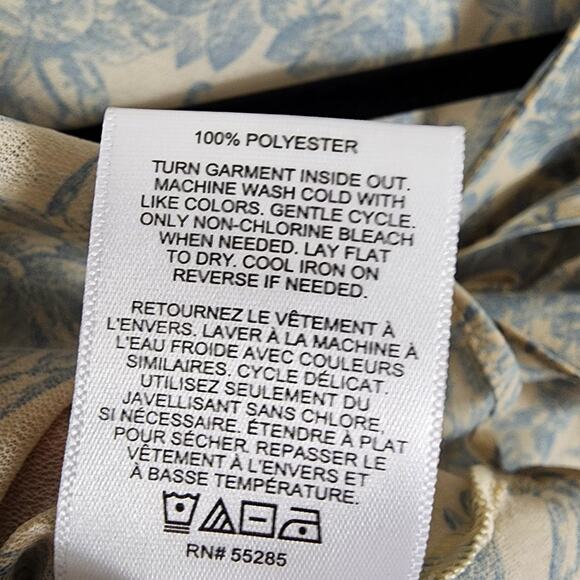 100% POLYESTER
TURN GARMENT INSIDE OUT.
MACHINE WASH COLD WITH
LIKE COLORS. GENTLE CYCLE.
ONLY NON-CHLORINE BLEACH
WHEN NEEDED. LAY FLAT
TO DRY. COOL IRON ON
REVERSE IF NEEDED.
RETOURNEZ LE VÊTEMENT À
L'ENVERS. LAVER À LA MACHINE À
L'EAU FROIDE AVEC COULEURS
SIMILAIRES. CYCLE DÉLICAT.
UTILISEZ SEULEMENT DU
JAVELLISANT SANS CHLORE,
SI NÉCESSAIRE. ÉTENDRE À PLAT
POUR SÉCHER. REPASSER LE
VÊTEMENT À L'ENVERS ET
À BASSE TEMPÉRATURE.
RN# 55285